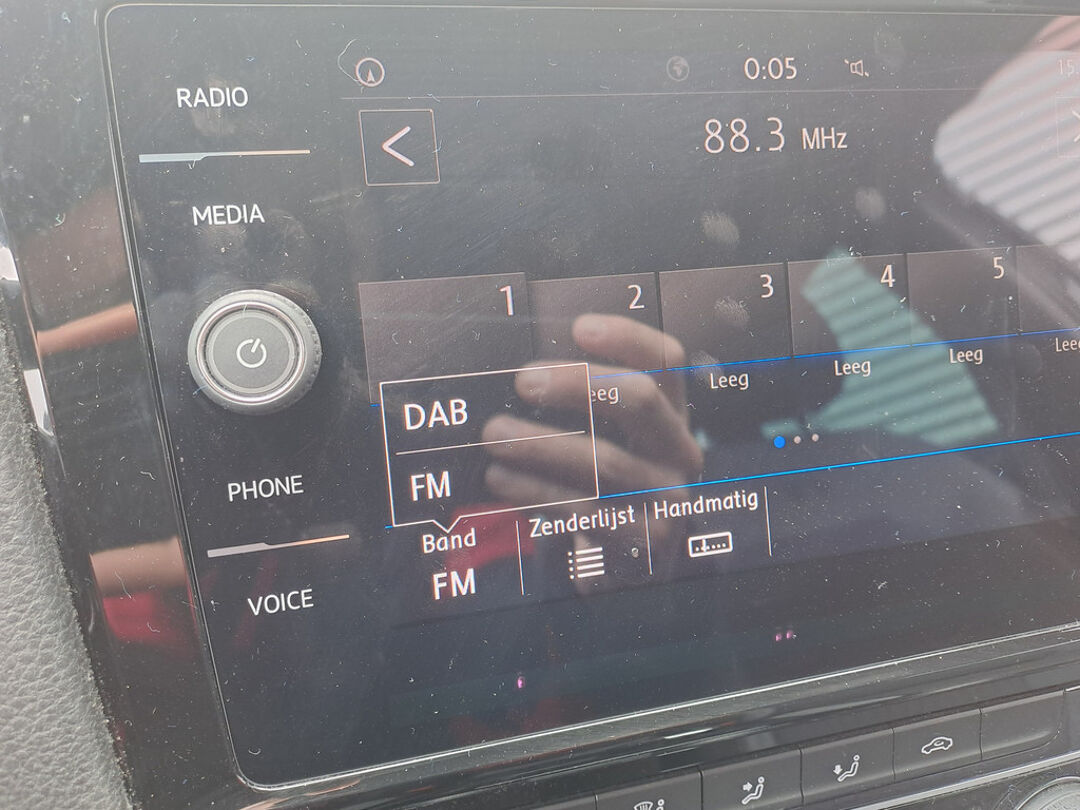 RADIO
0:05
88.3 MHz
MEDIA
1
2
3
4
5
Leeg
Leeg
Leeg
DAB
FM
PHONE
Band
FM
Zenderlijst
Handmatig
VOICE